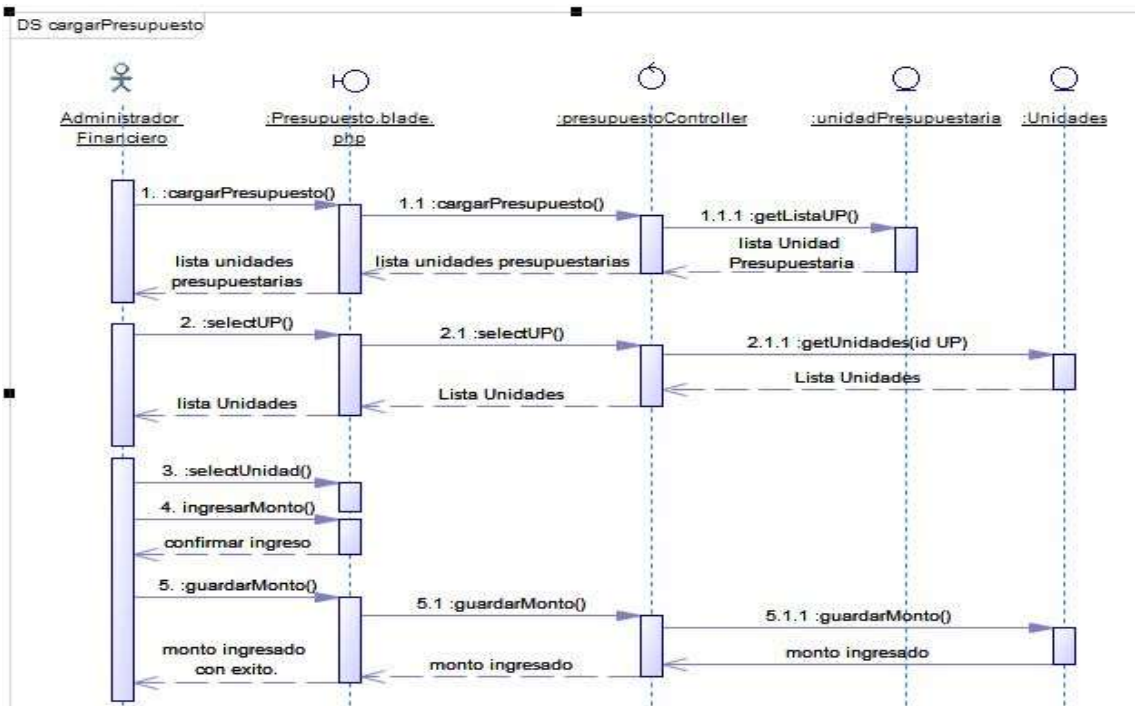 DS cargarPresupuesto
Administrador
Financiero
:Presupuesto.blade.
php
:presupuestoController
:unidadPresupuestaria
:Unidades
1. :cargarPresupuesto()
1.1 :cargarPresupuesto()
1.1.1 :getListaUP()
lista Unidad
Presupuestaria
lista unidades presupuestarias
lista unidades
presupuestarias
2. :selectUP()
2.1 :selectUP()
2.1.1 :getUnidades(id UP)
Lista Unidades
Lista Unidades
lista Unidades
3. :selectUnidad()
4. ingresarMonto()
confirmar ingreso
5. :guardarMonto()
5.1 :guardarMonto()
5.1.1 :guardarMonto()
monto ingresado
monto ingresado
monto ingresado
con exito.